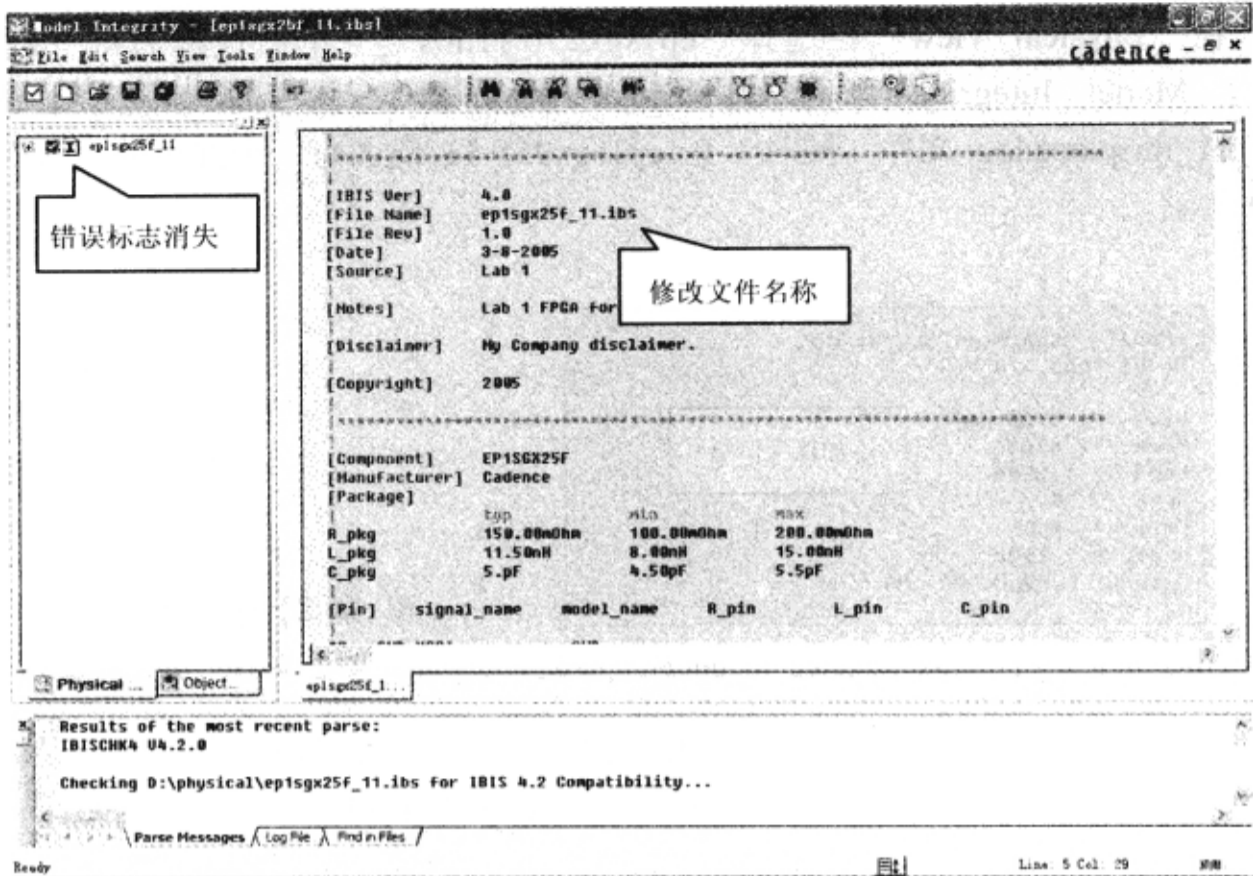 Model Integrity - [ep1sgx25f_11.ibs]
File Edit Search View Tools Window Help
cādence
ep1sgx25f_11
错误标志消失
[IBIS Ver] 4.0
[File Name] ep1sgx25f_11.ibs
[File Rev] 1.0
[Date] 3-8-2005
[Source] Lab 1
修改文件名称
[Notes] Lab 1 FPGA for
[Disclaimer] My Company disclaimer.
[Copyright] 2005
[Component] EP1SGX25F
[Manufacturer] Cadence
[Package]
typ min max
R_pkg 150.00mOhm 100.00mOhm 200.00mOhm
L_pkg 11.50nH 8.00nH 15.00nH
C_pkg 5.pF 4.50pF 5.5pF
[Pin] signal_name model_name R_pin L_pin C_pin
Physical ... Object...
ep1sgx25f_1...
Results of the most recent parse:
IBISCHK4 V4.2.0
Checking D:\physical\ep1sgx25f_11.ibs for IBIS 4.2 Compatibility...
Parse Messages Log File Find in Files
Ready
Line: 5 Col: 29